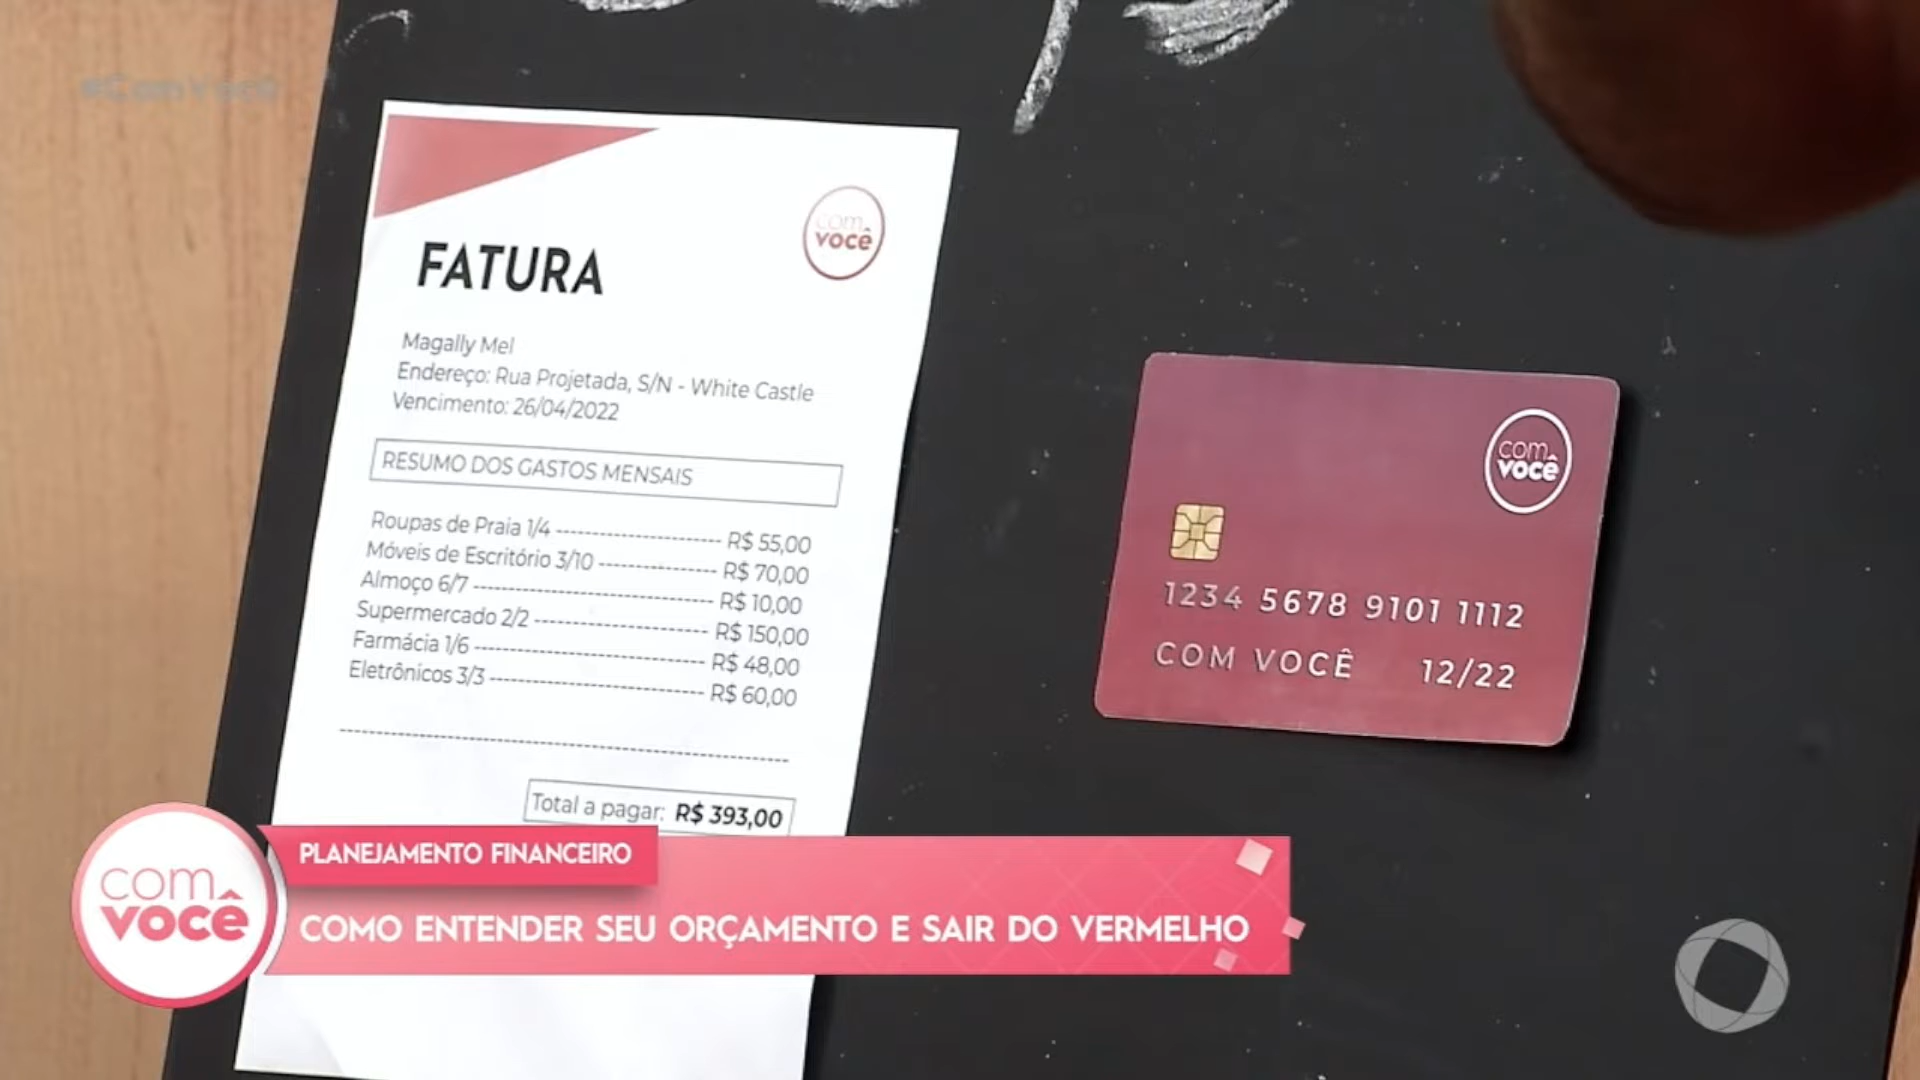 #ComVocê
FATURA
com
você
Magally Mel
Endereço: Rua Projetada, S/N - White Castle
Vencimento: 26/04/2022
RESUMO DOS GASTOS MENSAIS
Roupas de Praia 1/4 ---------------------- R$ 55,00
Móveis de Escritório 3/10 ---------------- R$ 70,00
Almoço 6/7 -------------------------------- R$ 10,00
Supermercado 2/2 ----------------------- R$ 150,00
Farmácia 1/6 ------------------------------- R$ 48,00
Eletrônicos 3/3 ----------------------------- R$ 60,00
Total a pagar: R$ 393,00
com
você
1234 5678 9101 1112
COM VOCÊ 12/22
com
você
PLANEJAMENTO FINANCEIRO
COMO ENTENDER SEU ORÇAMENTO E SAIR DO VERMELHO